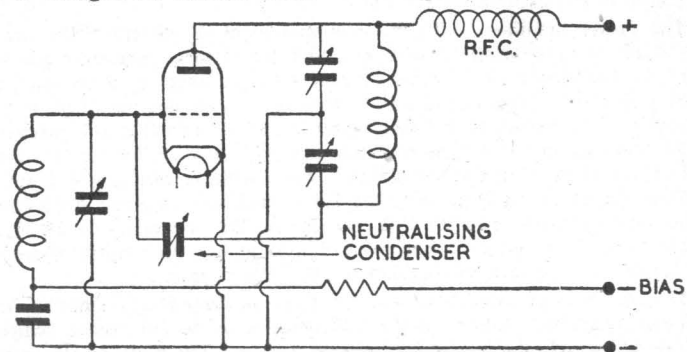 +
R.F.C.
NEUTRALISING
CONDENSER
- BIAS
-